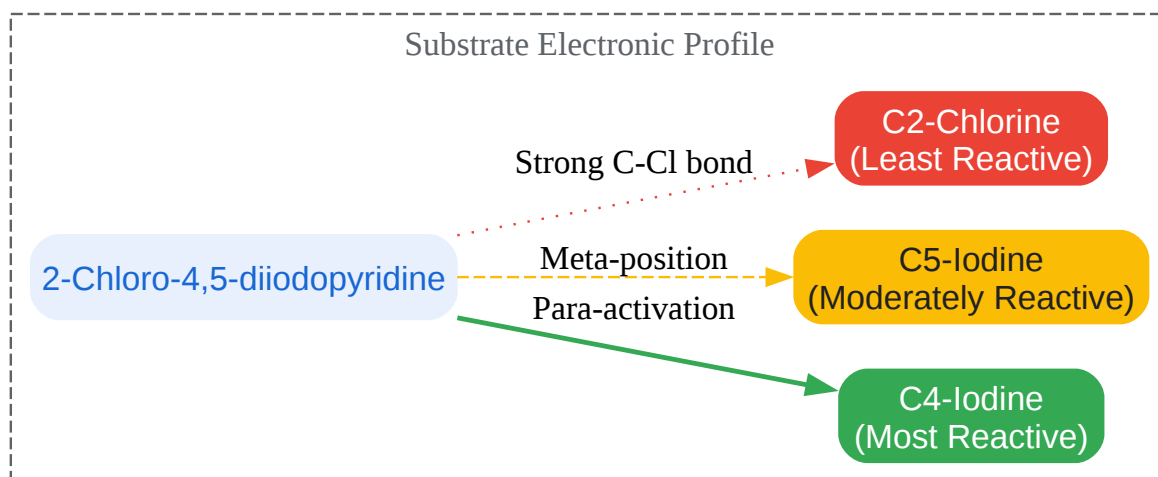 Substrate Electronic Profile
C2-Chlorine
(Least Reactive)
Strong C-Cl bond
2-Chloro-4,5-diiodopyridine
Meta-position
C5-Iodine
(Moderately Reactive)
Para-activation
C4-Iodine
(Most Reactive)